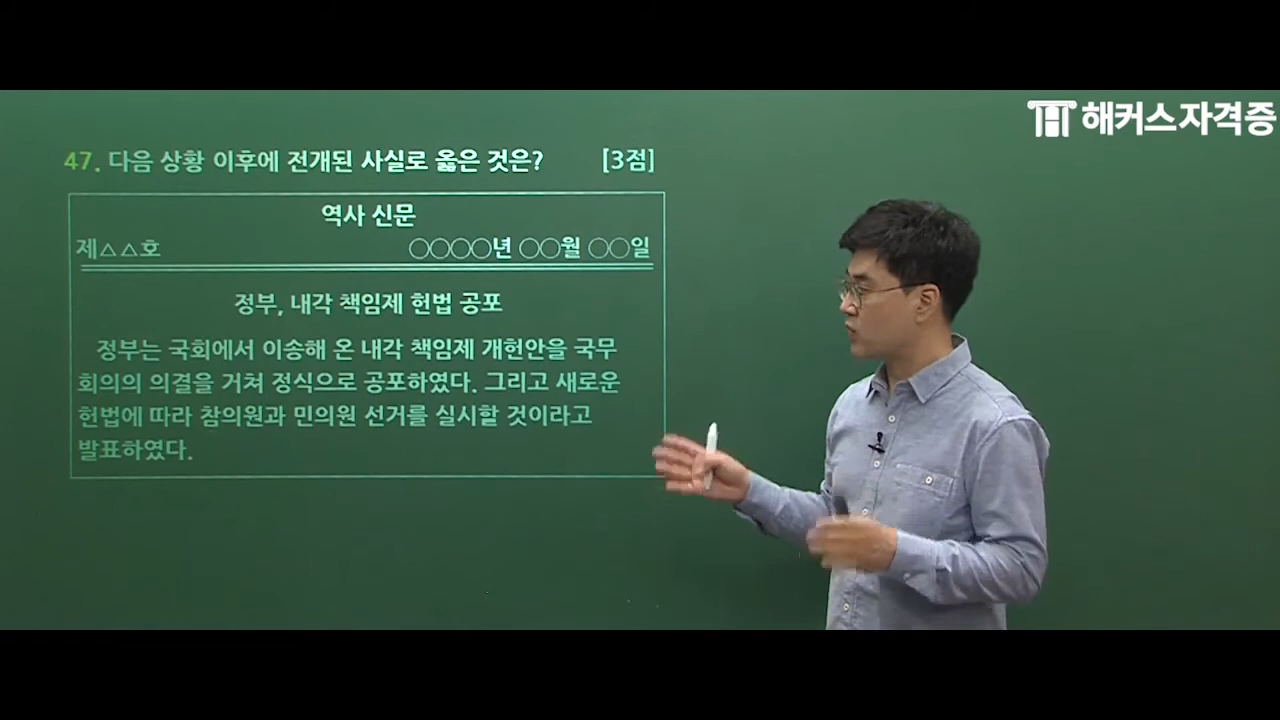 해커스자격증
47. 다음 상황 이후에 전개된 사실로 옳은 것은? [3점]
역사 신문
제△△호 ○○○○년 ○○월 ○○일
정부, 내각 책임제 헌법 공포
정부는 국회에서 이송해 온 내각 책임제 개헌안을 국무
회의의 의결을 거쳐 정식으로 공포하였다. 그리고 새로운
헌법에 따라 참의원과 민의원 선거를 실시할 것이라고
발표하였다.